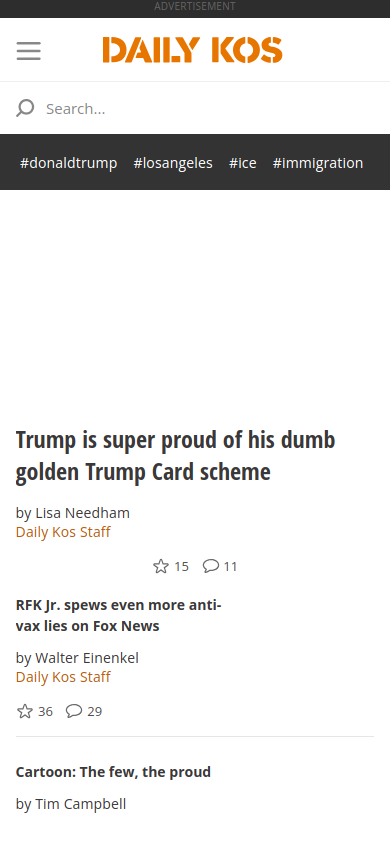 ADVERTISEMENT
DAILY KOS
Search...
#donaldtrump #losangeles #ice #immigration
Trump is super proud of his dumb
golden Trump Card scheme
by Lisa Needham
Daily Kos Staff
15 11
RFK Jr. spews even more anti-
vax lies on Fox News
by Walter Einenkel
Daily Kos Staff
36 29
Cartoon: The few, the proud
by Tim Campbell